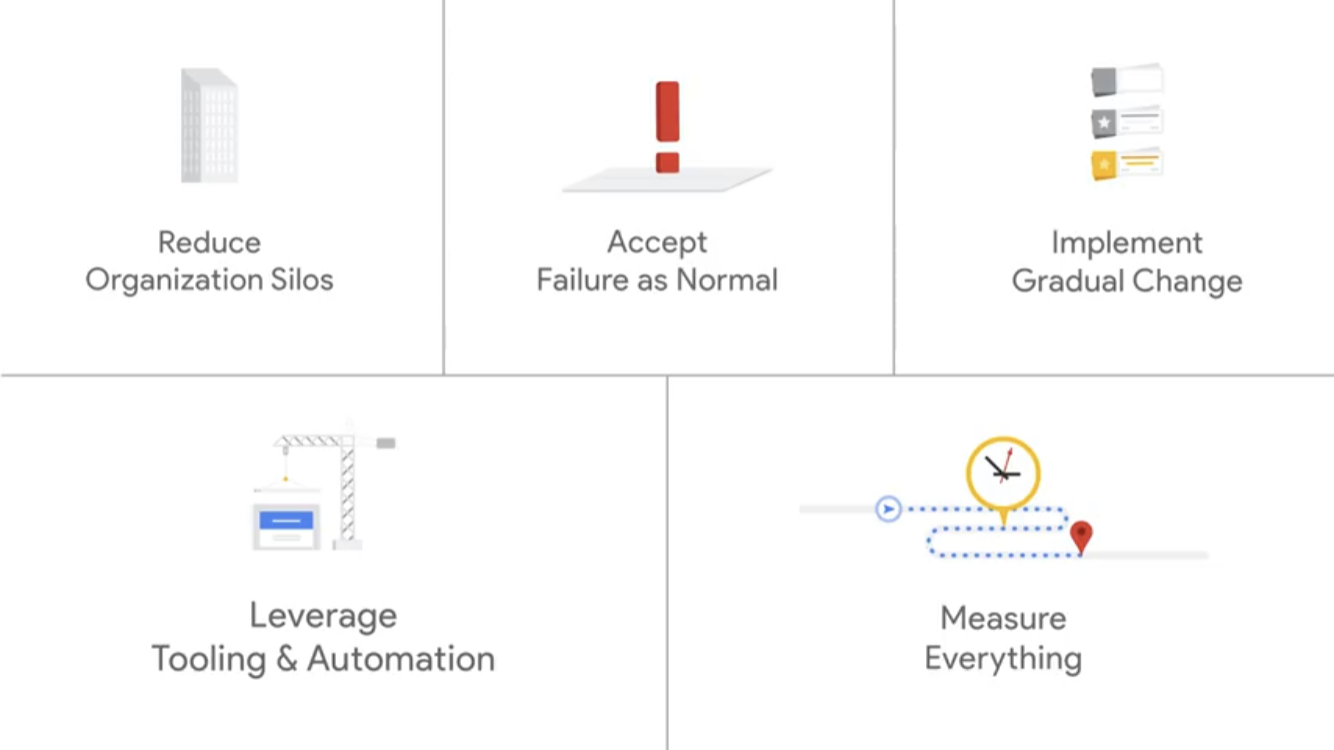 Reduce
Organization Silos
Accept
Failure as Normal
Implement
Gradual Change
Leverage
Tooling & Automation
Measure
Everything